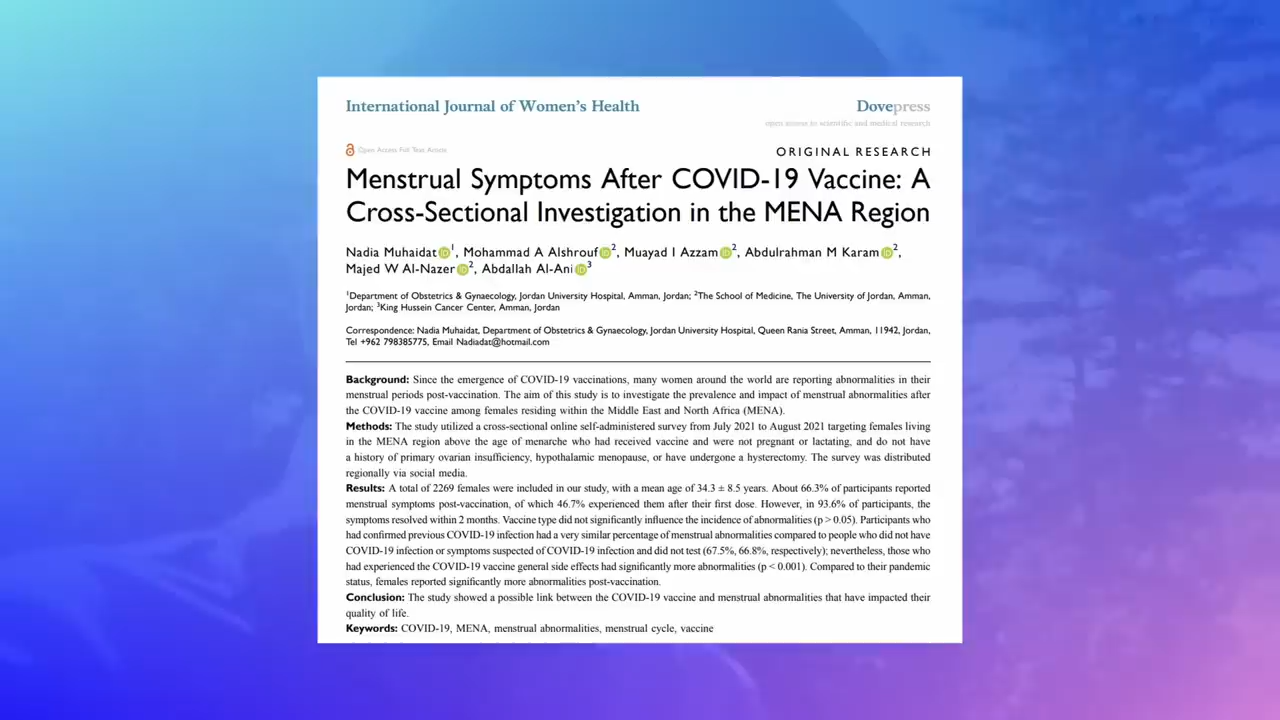 International Journal of Women's Health
Dovepress
open access to scientific and medical research
Open Access Full Text Article
ORIGINAL RESEARCH
Menstrual Symptoms After COVID-19 Vaccine: A
Cross-Sectional Investigation in the MENA Region
Nadia Muhaidat iD 1, Mohammad A Alshrouf iD 2, Muayad I Azzam iD 2, Abdulrahman M Karam iD 2,
Majed W Al-Nazer iD 2, Abdallah Al-Ani iD 3
1Department of Obstetrics & Gynaecology, Jordan University Hospital, Amman, Jordan; 2The School of Medicine, The University of Jordan, Amman,
Jordan; 3King Hussein Cancer Center, Amman, Jordan
Correspondence: Nadia Muhaidat, Department of Obstetrics & Gynaecology, Jordan University Hospital, Queen Rania Street, Amman, 11942, Jordan,
Tel +962 798385775, Email Nadiadat@hotmail.com
Background: Since the emergence of COVID-19 vaccinations, many women around the world are reporting abnormalities in their
menstrual periods post-vaccination. The aim of this study is to investigate the prevalence and impact of menstrual abnormalities after
the COVID-19 vaccine among females residing within the Middle East and North Africa (MENA).
Methods: The study utilized a cross-sectional online self-administered survey from July 2021 to August 2021 targeting females living
in the MENA region above the age of menarche who had received vaccine and were not pregnant or lactating, and do not have
a history of primary ovarian insufficiency, hypothalamic menopause, or have undergone a hysterectomy. The survey was distributed
regionally via social media.
Results: A total of 2269 females were included in our study, with a mean age of 34.3 ± 8.5 years. About 66.3% of participants reported
menstrual symptoms post-vaccination, of which 46.7% experienced them after their first dose. However, in 93.6% of participants, the
symptoms resolved within 2 months. Vaccine type did not significantly influence the incidence of abnormalities (p > 0.05). Participants who
had confirmed previous COVID-19 infection had a very similar percentage of menstrual abnormalities compared to people who did not have
COVID-19 infection or symptoms suspected of COVID-19 infection and did not test (67.5%, 66.8%, respectively); nevertheless, those who
had experienced the COVID-19 vaccine general side effects had significantly more abnormalities (p < 0.001). Compared to their pandemic
status, females reported significantly more abnormalities post-vaccination.
Conclusion: The study showed a possible link between the COVID-19 vaccine and menstrual abnormalities that have impacted their
quality of life.
Keywords: COVID-19, MENA, menstrual abnormalities, menstrual cycle, vaccine